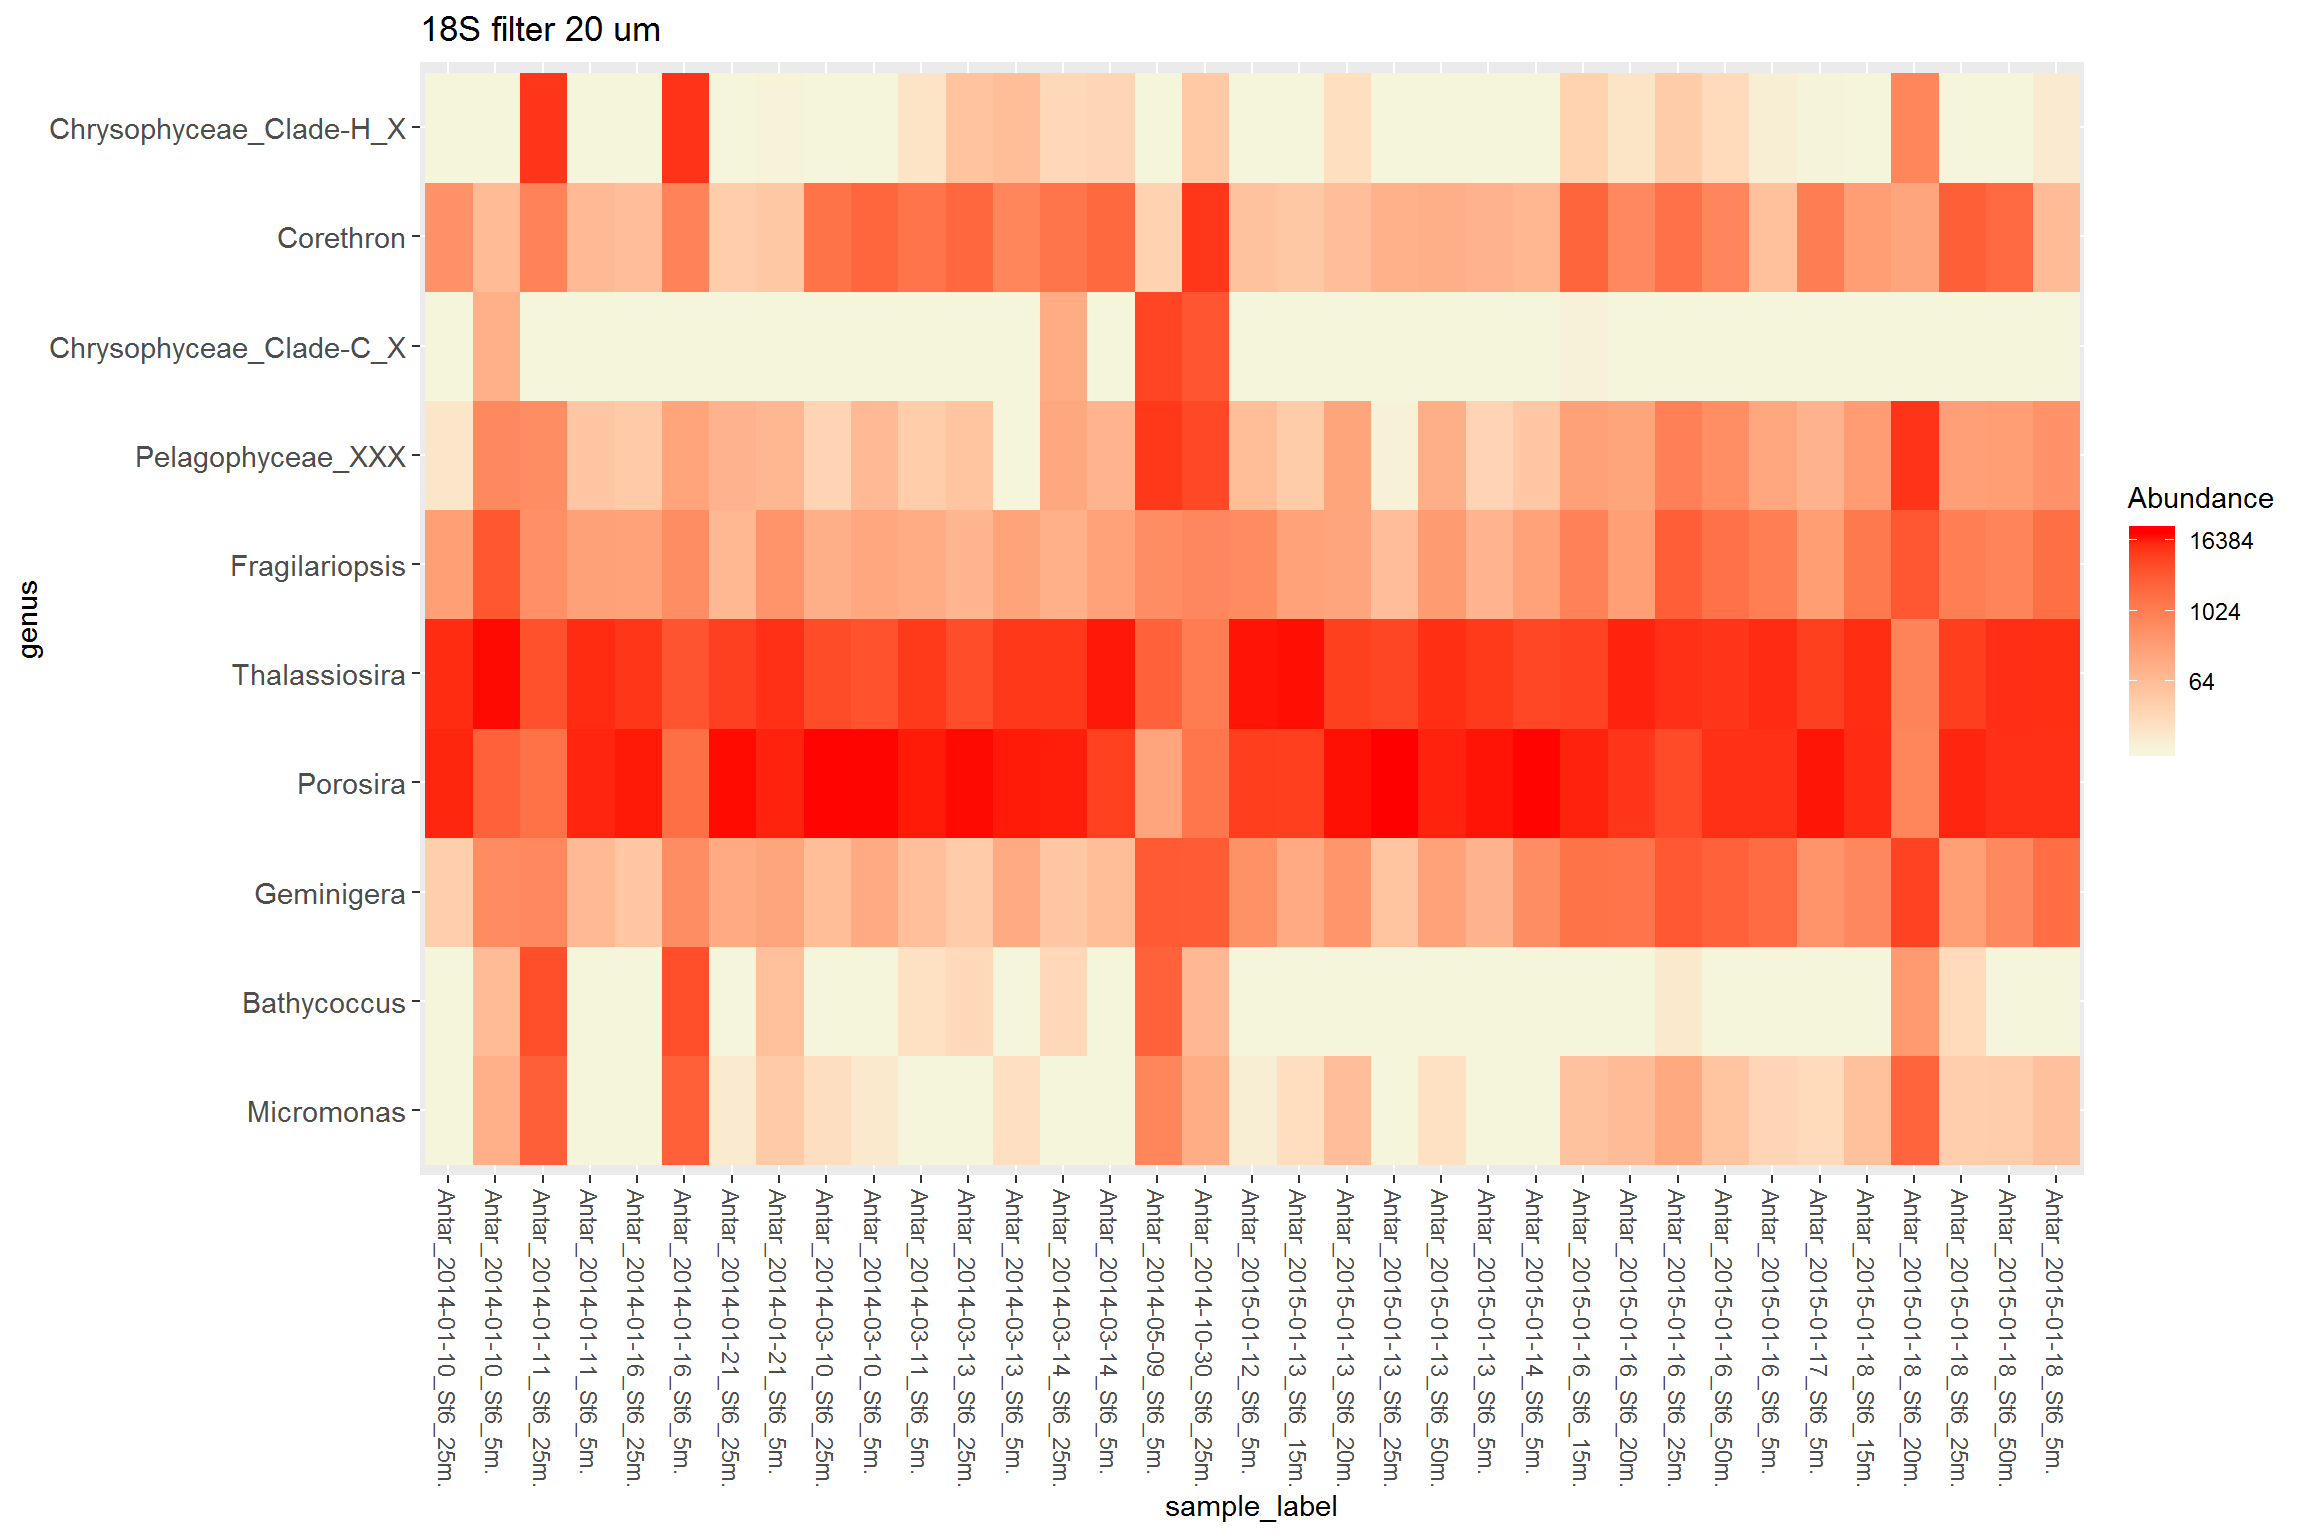 18S filter 20 um
genus
Chrysophyceae_Clade-H_X
Corethron
Chrysophyceae_Clade-C_X
Pelagophyceae_XXX
Fragilariopsis
Thalassiosira
Porosira
Geminigera
Bathycoccus
Micromonas
Abundance
16384
1024
64
Antar_2014-01-10_St6_25m.
Antar_2014-01-10_St6_5m.
Antar_2014-01-11_St6_25m.
Antar_2014-01-11_St6_5m.
Antar_2014-01-16_St6_25m.
Antar_2014-01-16_St6_5m.
Antar_2014-01-21_St6_25m.
Antar_2014-01-21_St6_5m.
Antar_2014-03-10_St6_25m.
Antar_2014-03-10_St6_5m.
Antar_2014-03-11_St6_5m.
Antar_2014-03-13_St6_25m.
Antar_2014-03-13_St6_5m.
Antar_2014-03-14_St6_25m.
Antar_2014-03-14_St6_5m.
Antar_2014-05-09_St6_5m.
Antar_2014-10-30_St6_25m.
Antar_2015-01-12_St6_5m.
Antar_2015-01-13_St6_15m.
Antar_2015-01-13_St6_20m.
Antar_2015-01-13_St6_25m.
Antar_2015-01-13_St6_50m.
Antar_2015-01-13_St6_5m.
Antar_2015-01-14_St6_5m.
Antar_2015-01-16_St6_15m.
Antar_2015-01-16_St6_20m.
Antar_2015-01-16_St6_25m.
Antar_2015-01-16_St6_50m.
Antar_2015-01-16_St6_5m.
Antar_2015-01-17_St6_5m.
Antar_2015-01-18_St6_15m.
Antar_2015-01-18_St6_20m.
Antar_2015-01-18_St6_25m.
Antar_2015-01-18_St6_50m.
Antar_2015-01-18_St6_5m.
sample_label